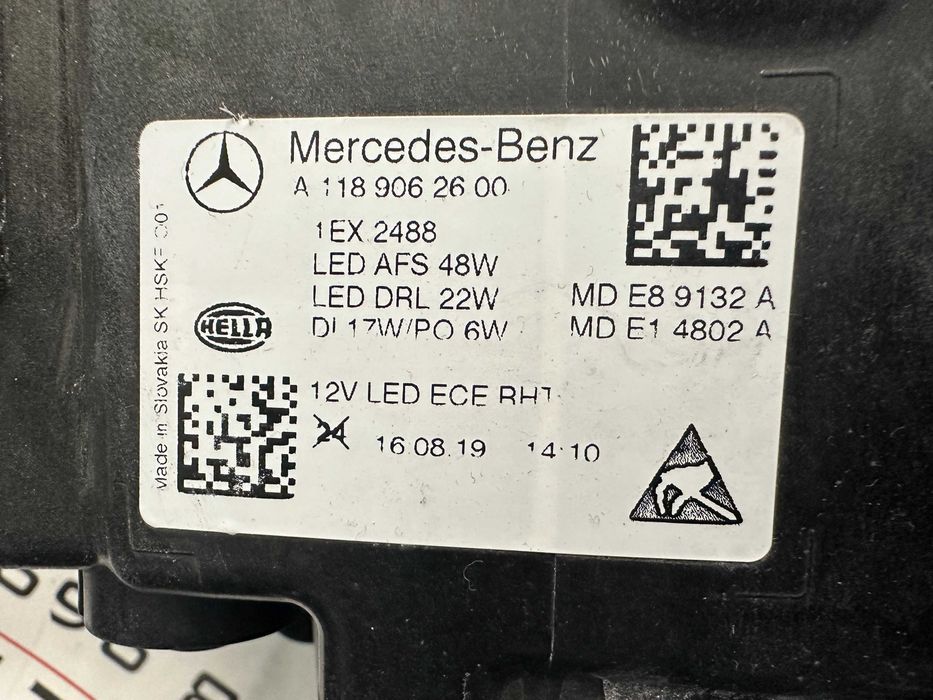 Mercedes-Benz
A 118 906 26 00
1EX 2488
LED AFS 48W
LED DRL 22W
MD E8 9132 A
HELLA
DI 17W/PO 6W
MD E1 4802 A
Made in Slovakia SK HSKE C01
12V LED ECE RHT
24
16.08.19 14:10